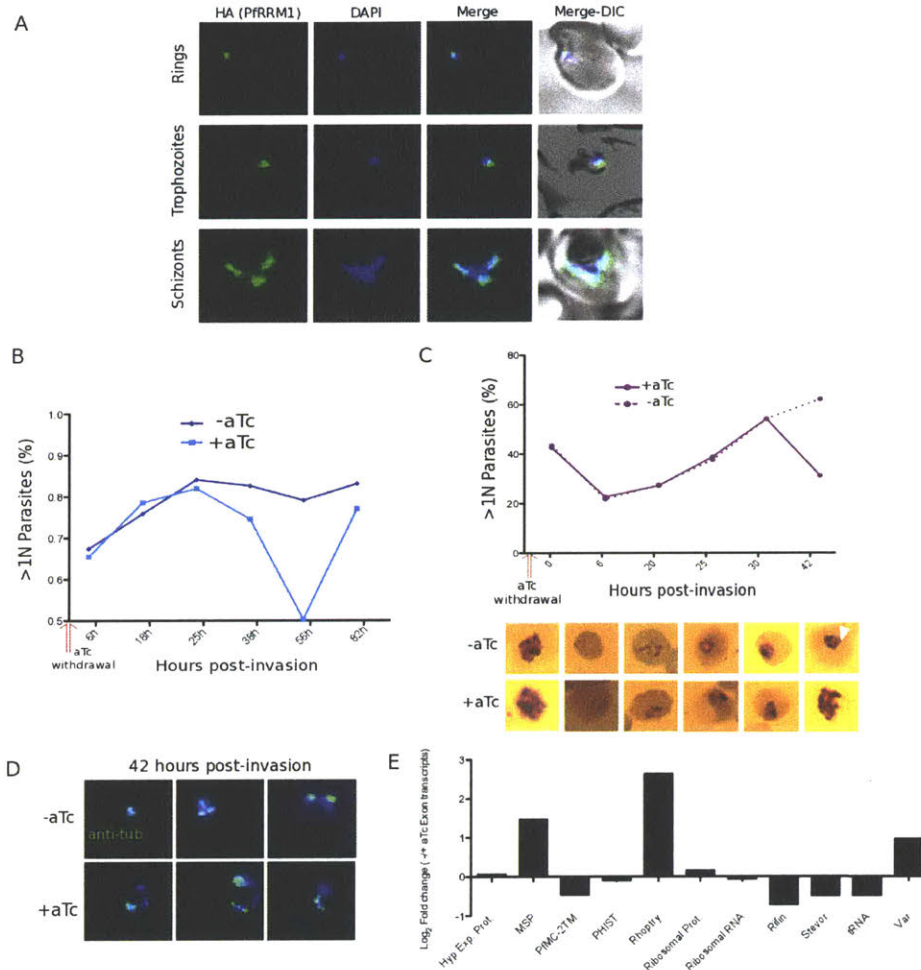 A
HA (PfRRM1) DAPI Merge Merge-DIC
Rings
Trophozoites
Schizonts
B
-aTc
+aTc
>1N Parasites (%)
1.0
0.9
0.8
0.7
0.6
0.5
6h 18h 25h 38h 56h 82h
aTc
withdrawal
Hours post-invasion
C
+aTc
-aTc
>1N Parasites (%)
80
60
40
20
0
0 6 20 25 30 42
aTc
withdrawal
Hours post-invasion
-aTc
+aTc
D
42 hours post-invasion
-aTc
anti-tub
+aTc
E
Log2 Fold change ( -/+ aTc Exon transcripts)
3
2
1
0
-1
Hyp Exp. Prot.
MSP
PfMC-2TM
PHIST
Rhoptry
Ribosomal Prot.
Ribosomal RNA
Rifin
Stevor
tRNA
Var